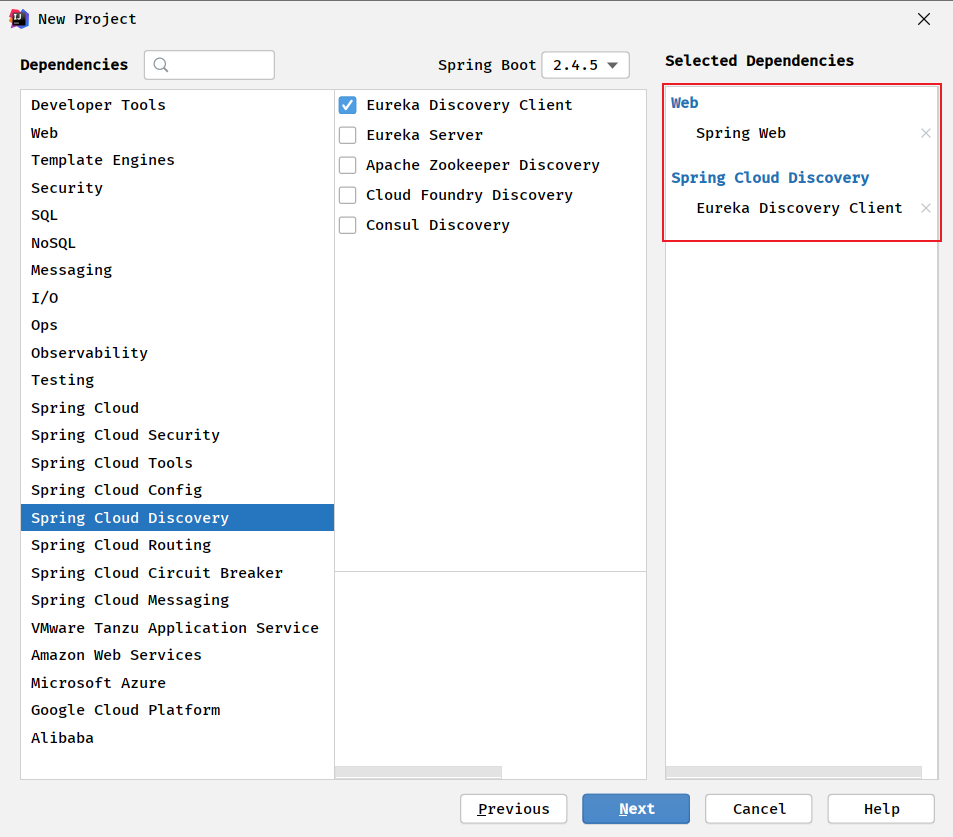 New Project
Dependencies
Spring Boot 2.4.5
Selected Dependencies
Developer Tools
Web
Template Engines
Security
SQL
NoSQL
Messaging
I/O
Ops
Observability
Testing
Spring Cloud
Spring Cloud Security
Spring Cloud Tools
Spring Cloud Config
Spring Cloud Discovery
Spring Cloud Routing
Spring Cloud Circuit Breaker
Spring Cloud Messaging
VMware Tanzu Application Service
Amazon Web Services
Microsoft Azure
Google Cloud Platform
Alibaba
Eureka Discovery Client
Eureka Server
Apache Zookeeper Discovery
Cloud Foundry Discovery
Consul Discovery
Web
Spring Web
Spring Cloud Discovery
Eureka Discovery Client
Previous
Next
Cancel
Help